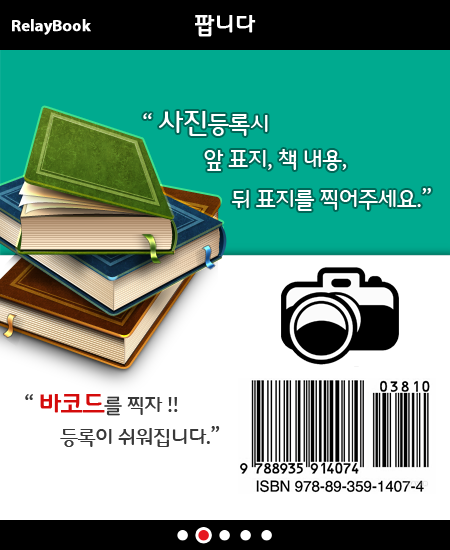 RelayBook
팝니다
“ 사진등록시
앞 표지, 책 내용,
뒤 표지를 찍어주세요.”
“ 바코드를 찍자 !!
등록이 쉬워집니다.”
03810
9 788935 914074
ISBN 978-89-359-1407-4